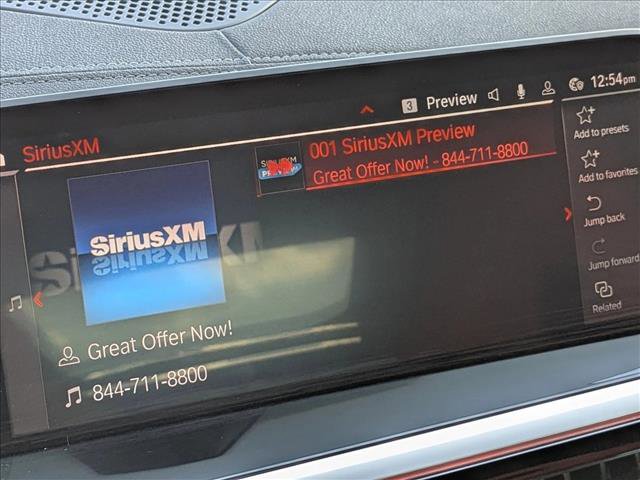 12:54pm
3 Preview
SiriusXM
001 SiriusXM Preview
Great Offer Now! - 844-711-8800
Add to presets
Add to favorites
Jump back
Jump forward
Related
SiriusXM
Great Offer Now!
844-711-8800